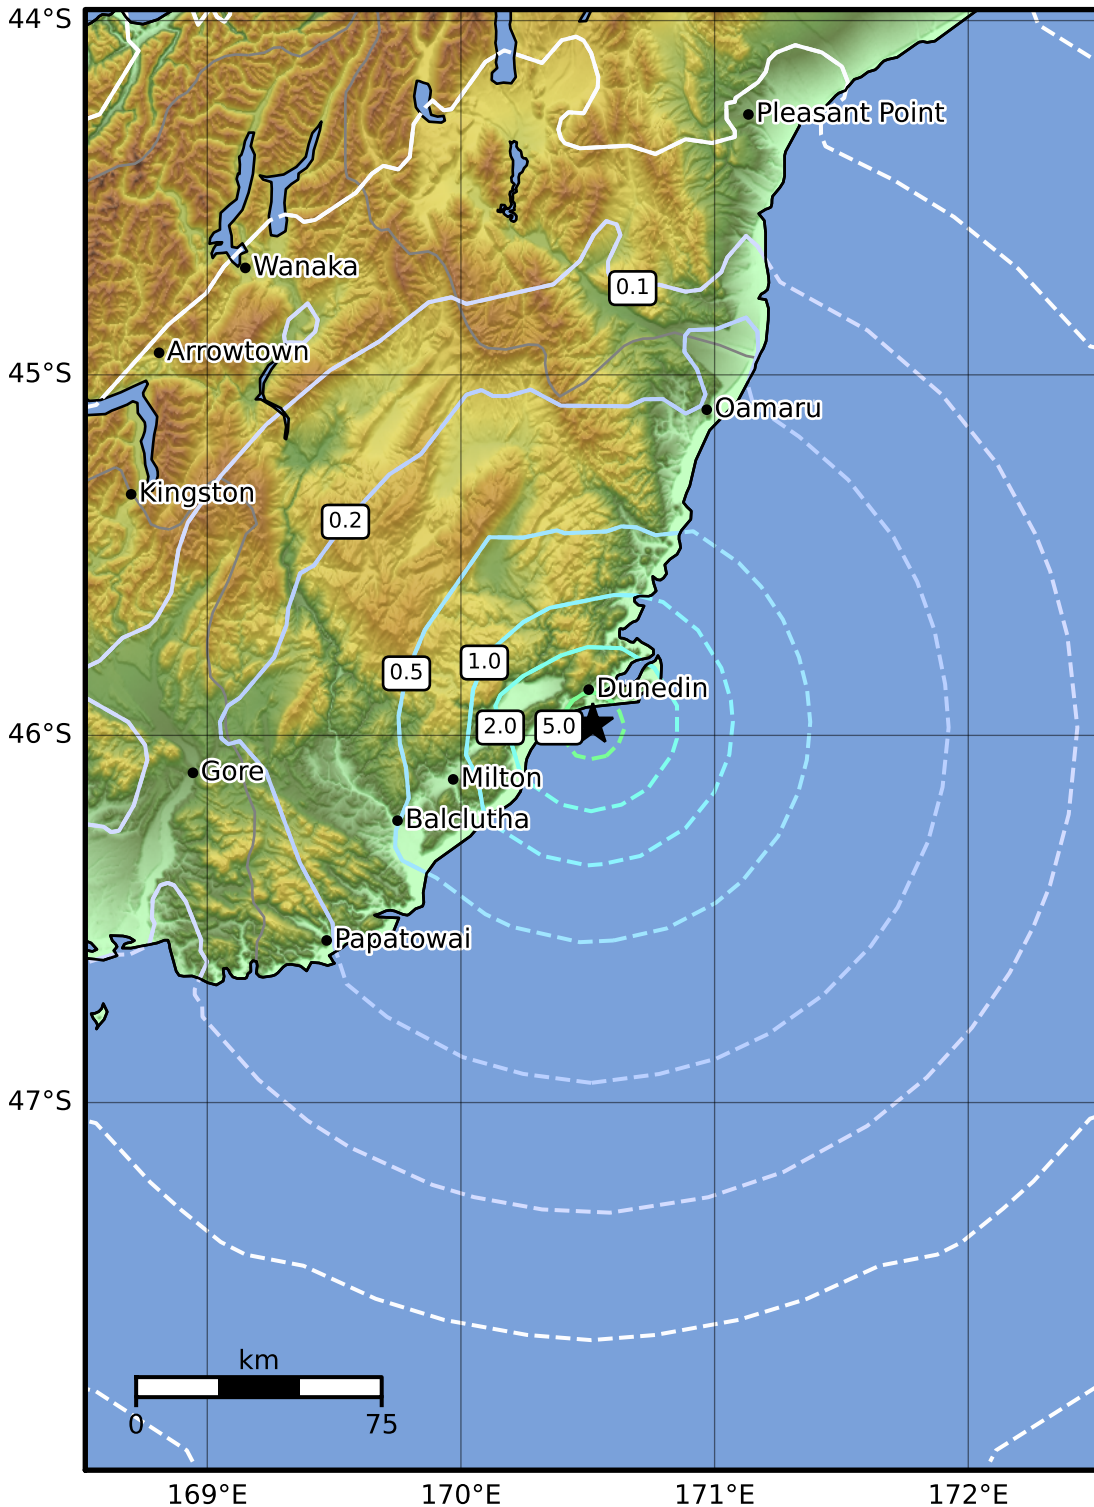 44°S
Pleasant Point
Wanaka
0.1
Arrowtown
45°S
Oamaru
Kingston
0.2
0.5
1.0
Dunedin
2.0
5.0
46°S
Gore
Milton
Balclutha
Papatowai
47°S
km
0
75
169°E
170°E
171°E
172°E